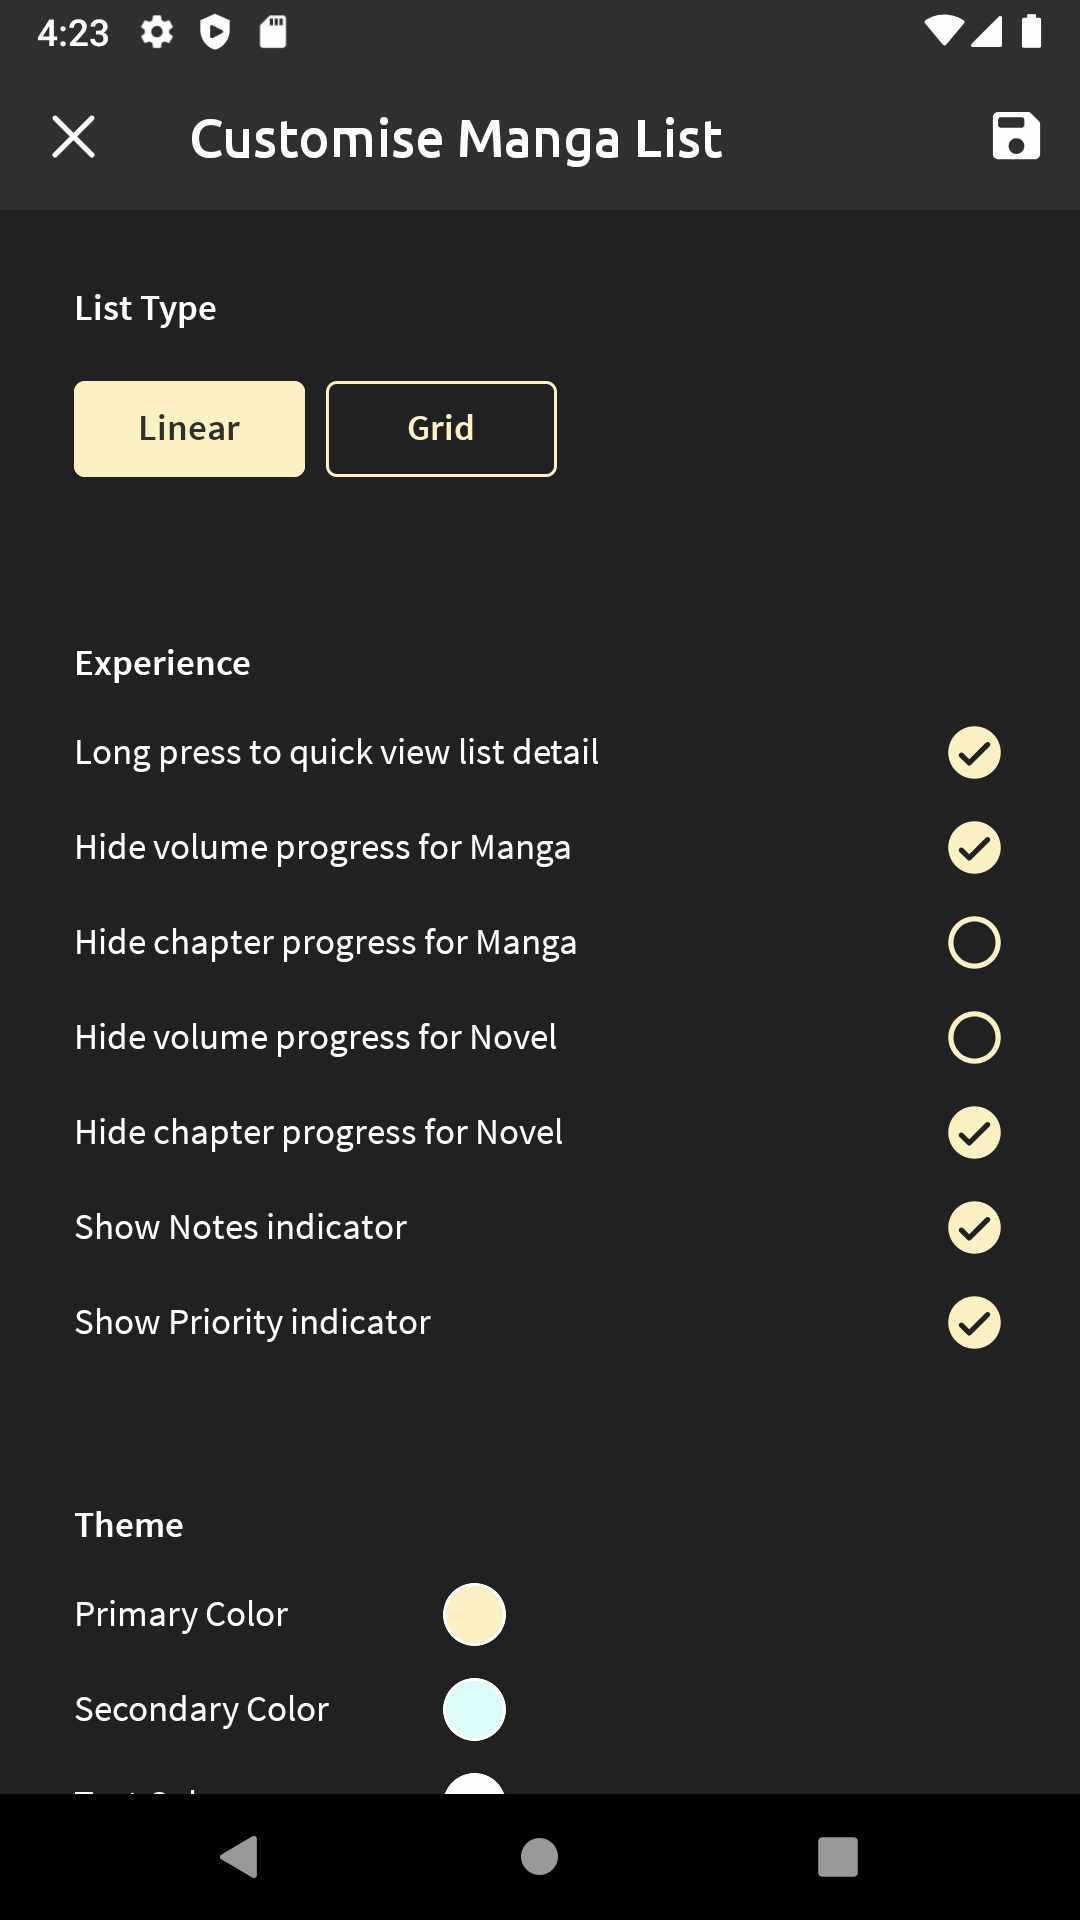 4:23
Customise Manga List
List Type
Linear
Grid
Experience
Long press to quick view list detail
Hide volume progress for Manga
Hide chapter progress for Manga
Hide volume progress for Novel
Hide chapter progress for Novel
Show Notes indicator
Show Priority indicator
Theme
Primary Color
Secondary Color